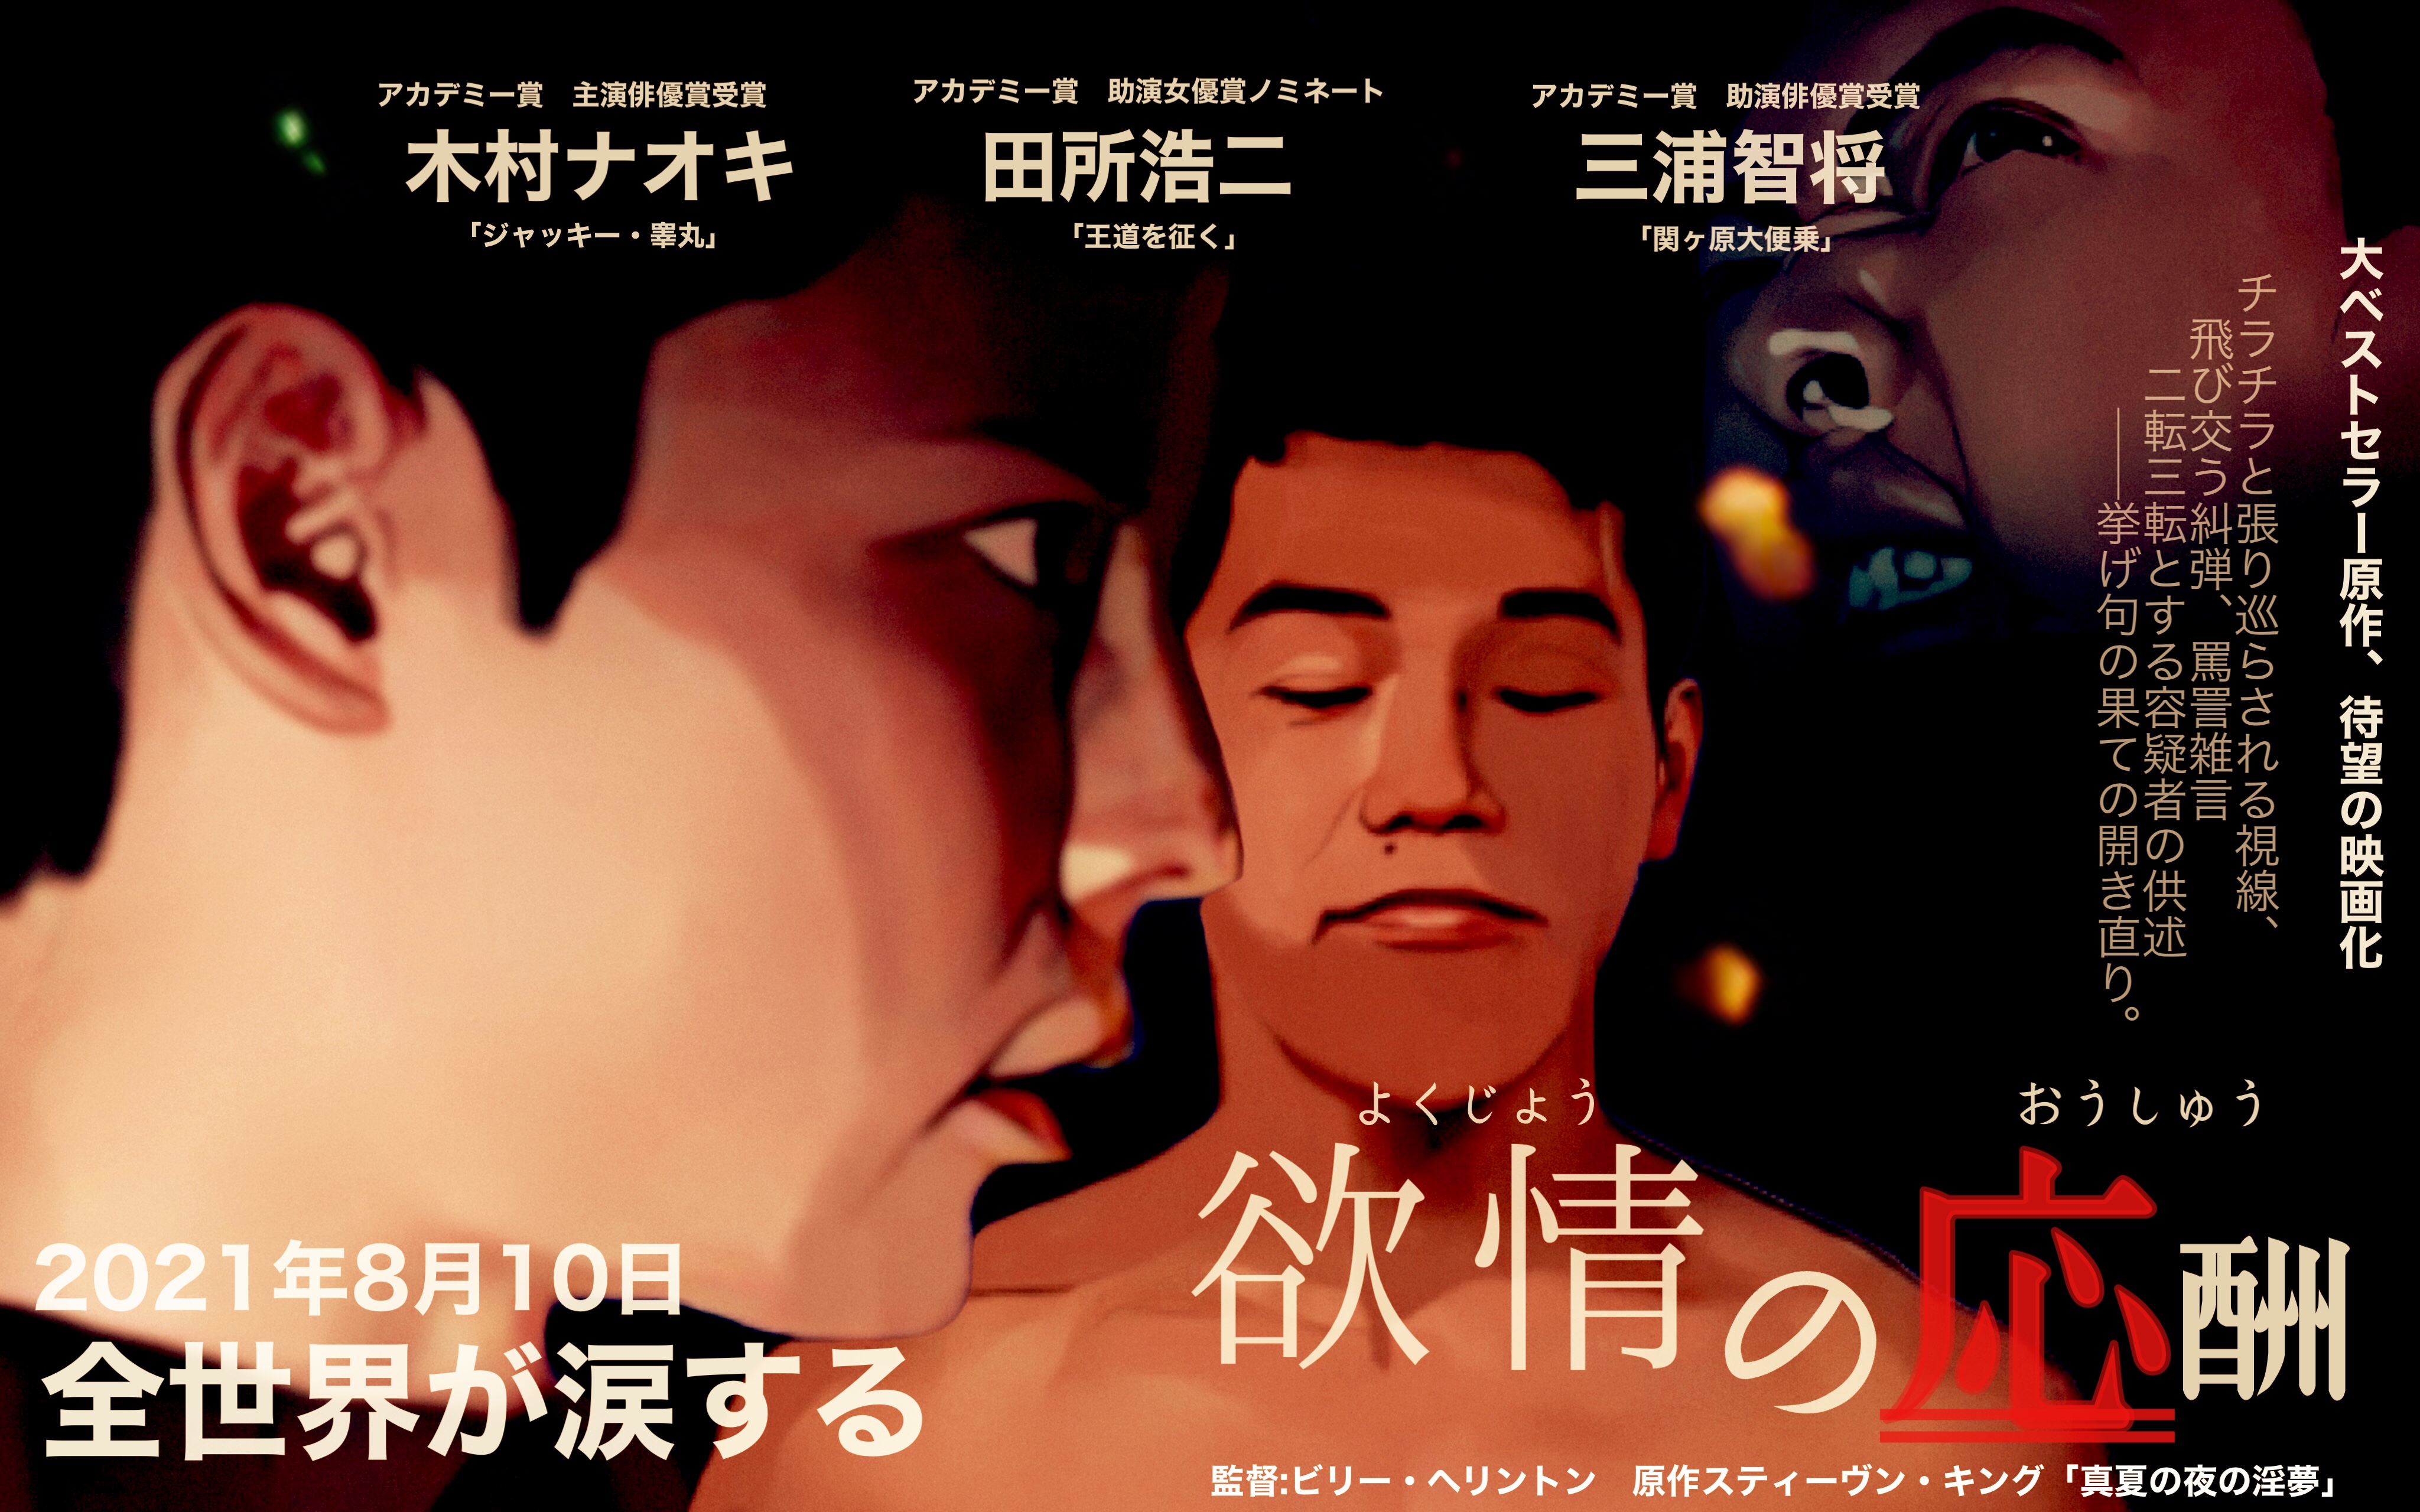 アカデミー賞　主演俳優賞受賞
木村ナオキ
「ジャッキー・睾丸」
アカデミー賞　助演女優賞ノミネート
田所浩二
「王道を征く」
アカデミー賞　助演俳優賞受賞
三浦智将
「関ヶ原大便乗」
大ベストセラー原作、待望の映画化
チラチラと張り巡らされる視線、
飛び交う糾弾、罵詈雑言
二転三転とする容疑者の供述
――挙げ句の果ての開き直り。
よくじょう　おうしゅう
欲情の応酬
2021年8月10日
全世界が涙する
監督:ビリー・ヘリントン　原作スティーヴン・キング「真夏の夜の淫夢」